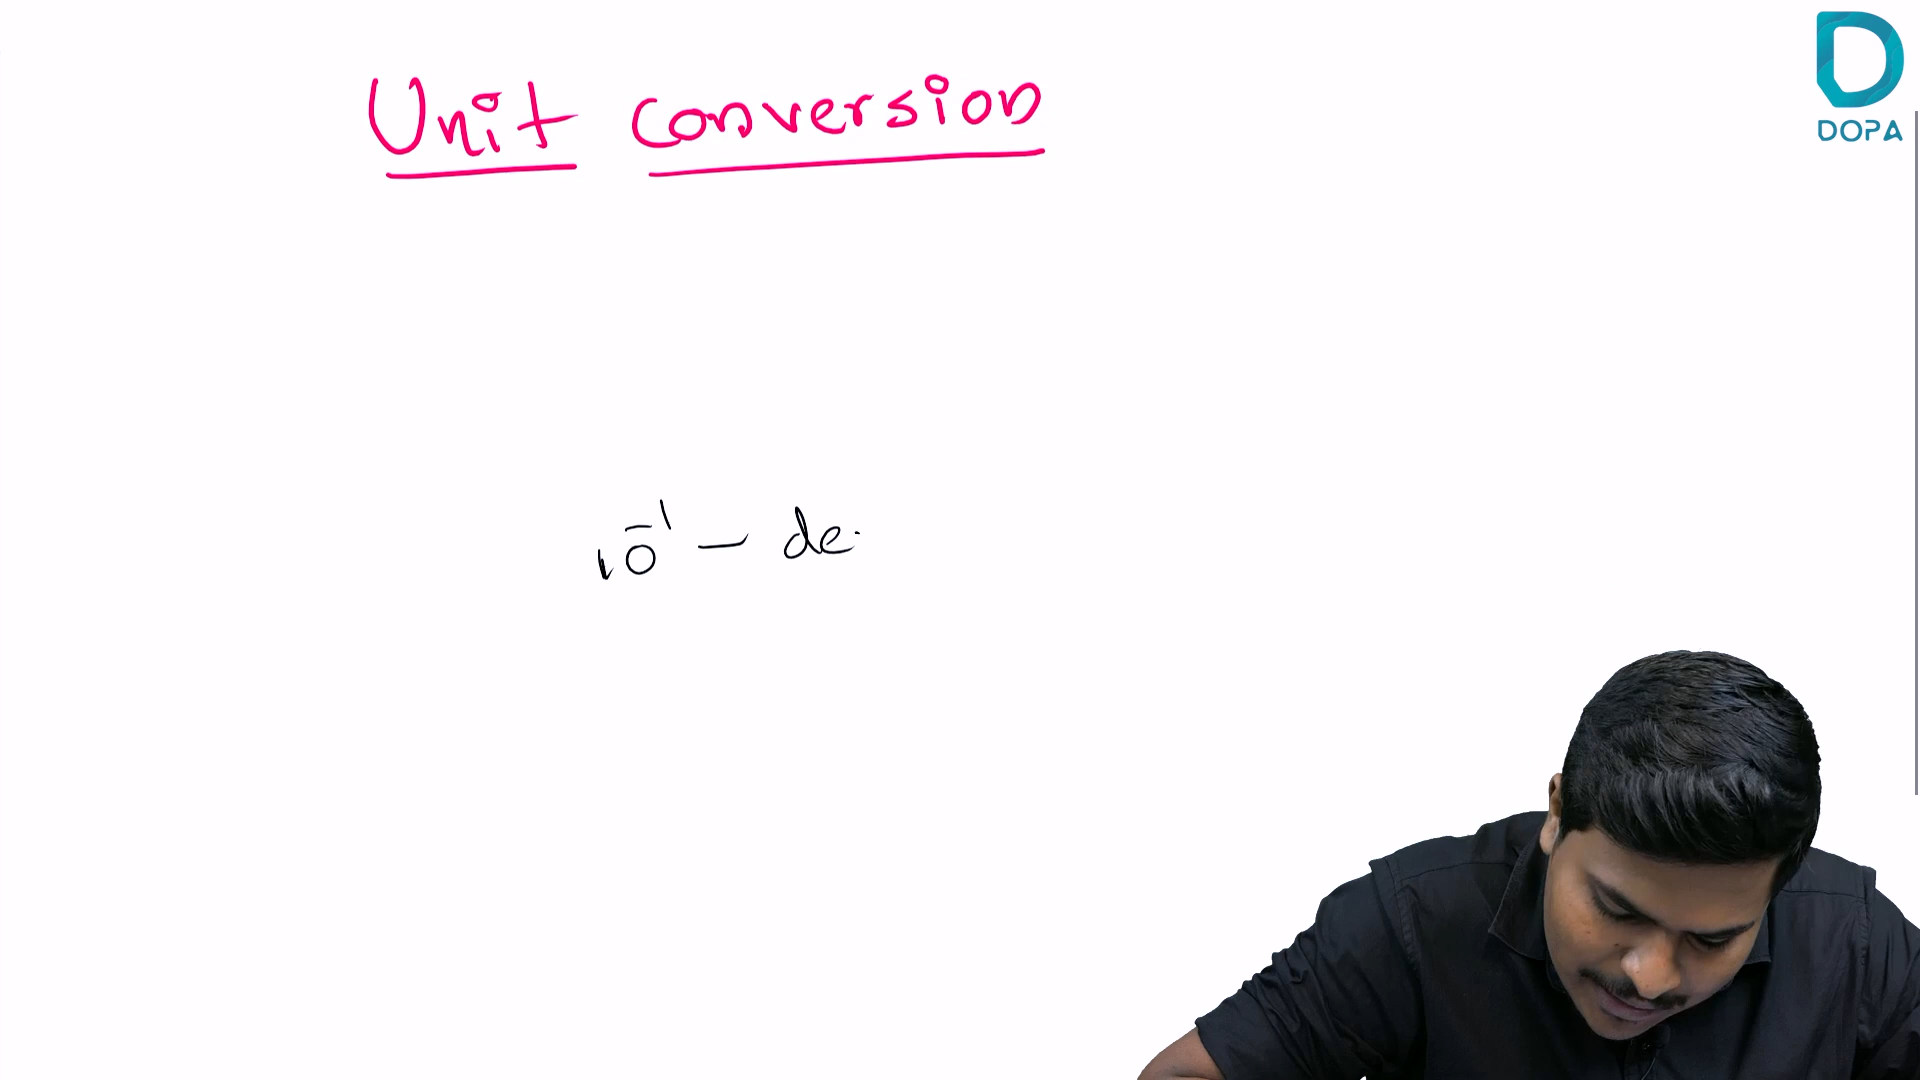 Unit conversion
DOPA
10⁻¹ – de